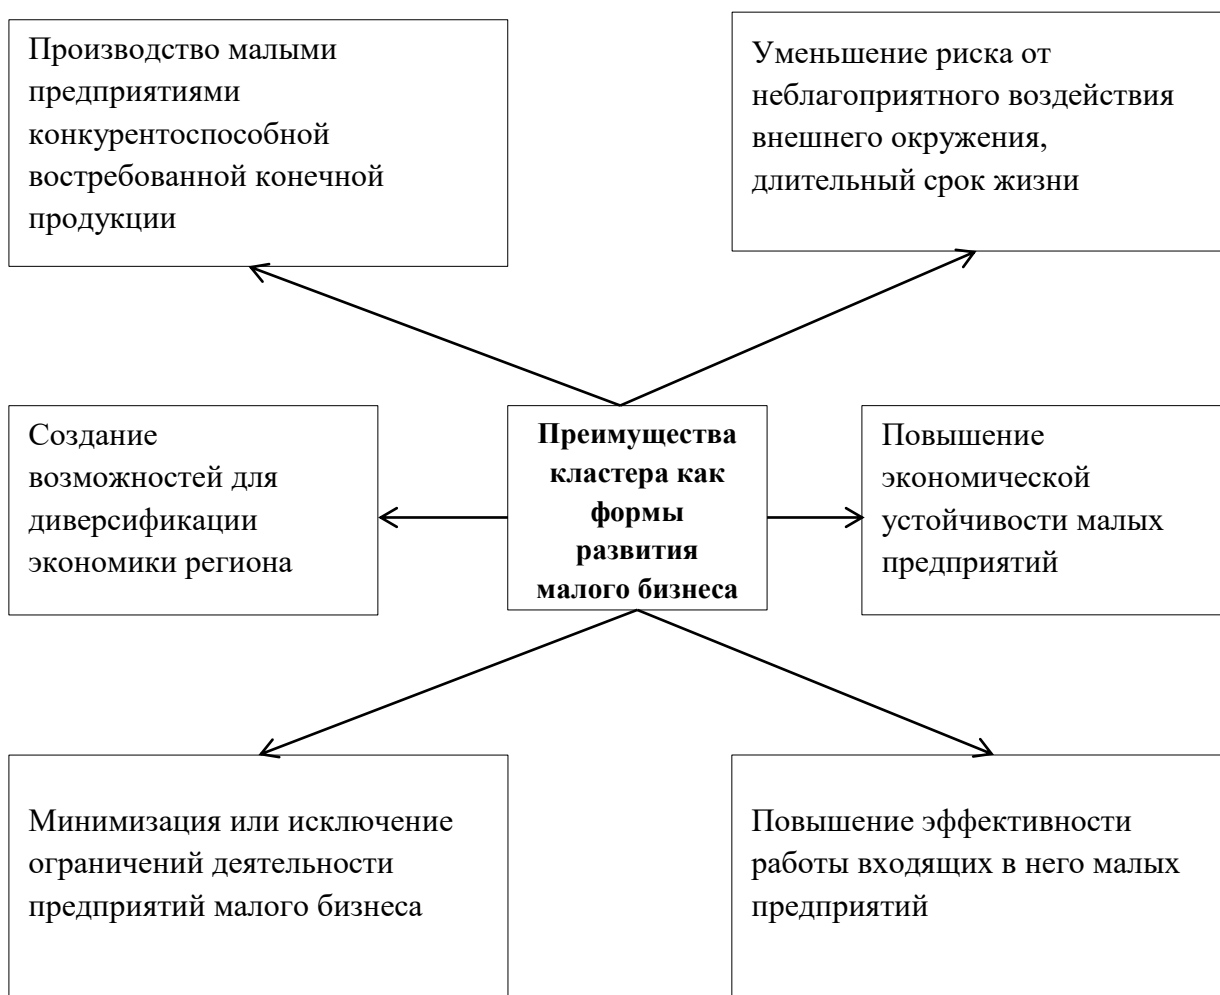 Производство малыми
предприятиями
конкурентоспособной
востребованной конечной
продукции
Уменьшение риска от
неблагоприятного воздействия
внешнего окружения,
длительный срок жизни
Создание
возможностей для
диверсификации
экономики региона
Преимущества
кластера как
формы
развития
малого бизнеса
Повышение
экономической
устойчивости малых
предприятий
Минимизация или исключение
ограничений деятельности
предприятий малого бизнеса
Повышение эффективности
работы входящих в него малых
предприятий